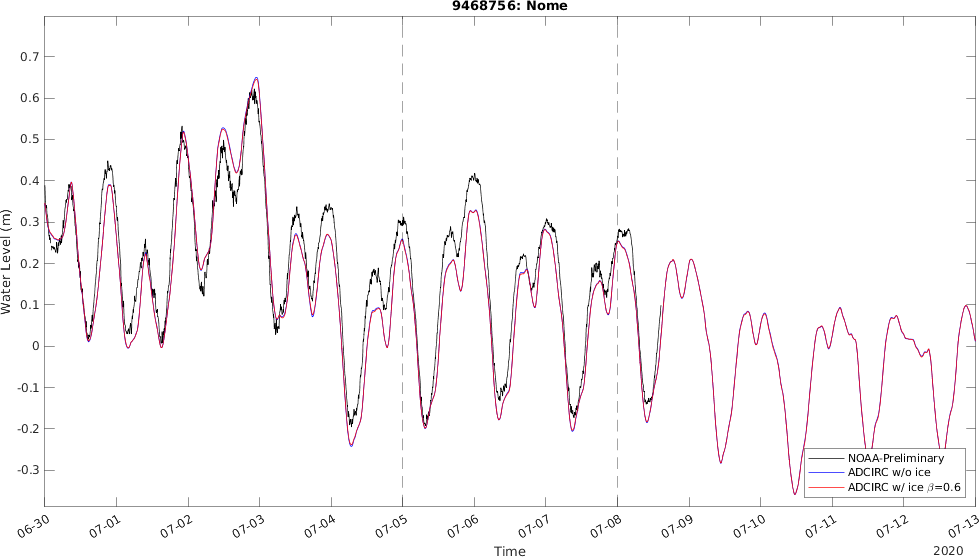 9468756: Nome
Water Level (m)
0.7
0.6
0.5
0.4
0.3
0.2
0.1
0
-0.1
-0.2
-0.3
NOAA-Preliminary
ADCIRC w/o ice
ADCIRC w/ ice β=0.6
06-30 07-01 07-02 07-03 07-04 07-05 07-06 07-07 07-08 07-09 07-10 07-11 07-12 07-13
Time
2020